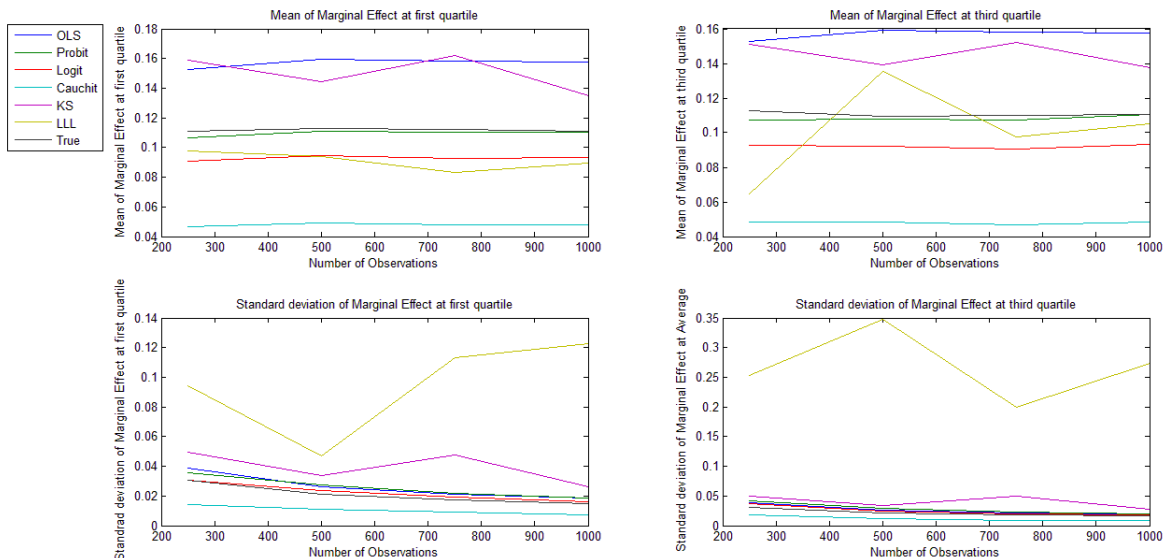 OLS
Probit
Logit
Cauchit
KS
LLL
True
Mean of Marginal Effect at first quartile
Mean of Marginal Effect at first quartile
0.18
0.16
0.14
0.12
0.1
0.08
0.06
0.04
200 300 400 500 600 700 800 900 1000
Number of Observations
Mean of Marginal Effect at third quartile
Mean of Marginal Effect at third quartile
0.16
0.14
0.12
0.1
0.08
0.06
0.04
200 300 400 500 600 700 800 900 1000
Number of Observations
Standard deviation of Marginal Effect at first quartile
Standrad deviation of Marginal Effect at first quartile
0.14
0.12
0.1
0.08
0.06
0.04
0.02
0
200 300 400 500 600 700 800 900 1000
Number of Observations
Standard deviation of Marginal Effect at third quartile
Standard deviation of Marginal Effect at Average
0.35
0.3
0.25
0.2
0.15
0.1
0.05
0
200 300 400 500 600 700 800 900 1000
Number of Observations